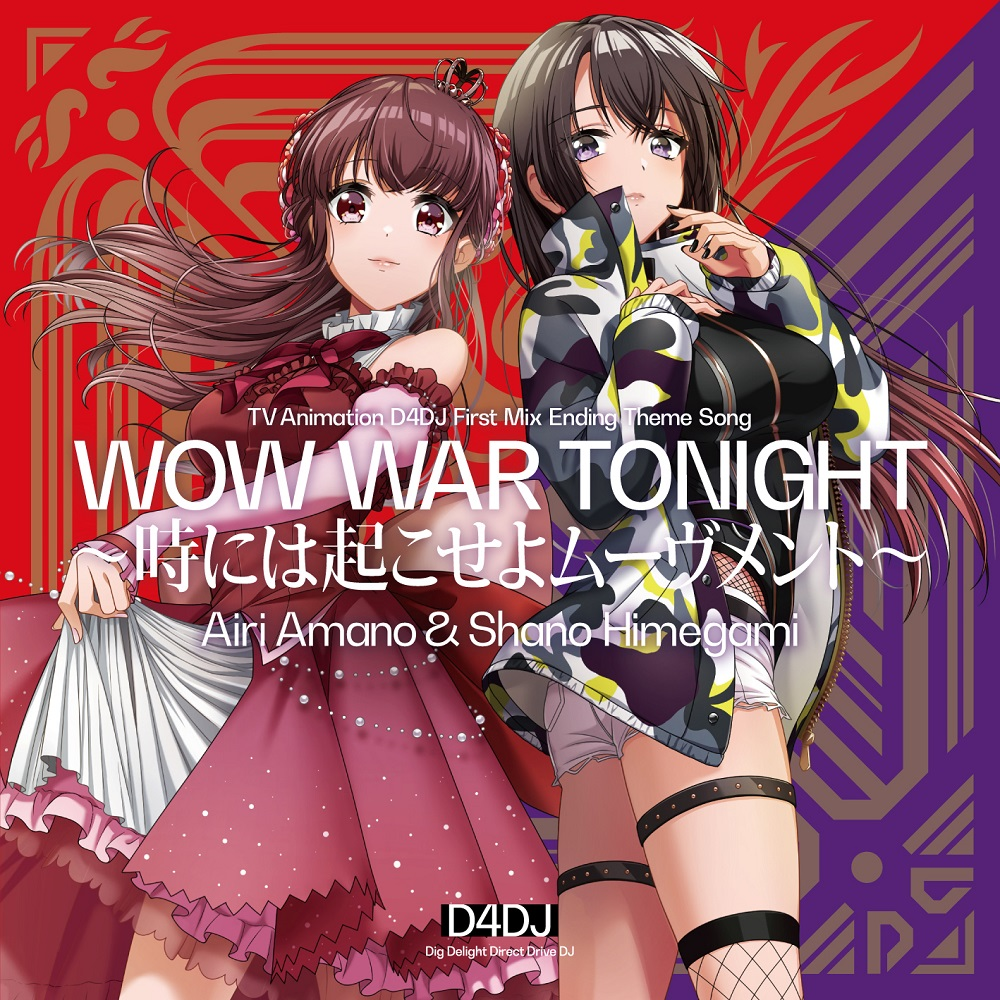 TV Animation D4DJ First Mix Ending Theme Song
WOW WAR TONIGHT
～時には起こせよムーヴメント～
Airi Amano & Shano Himegami
D4DJ
Dig Delight Direct Drive DJ